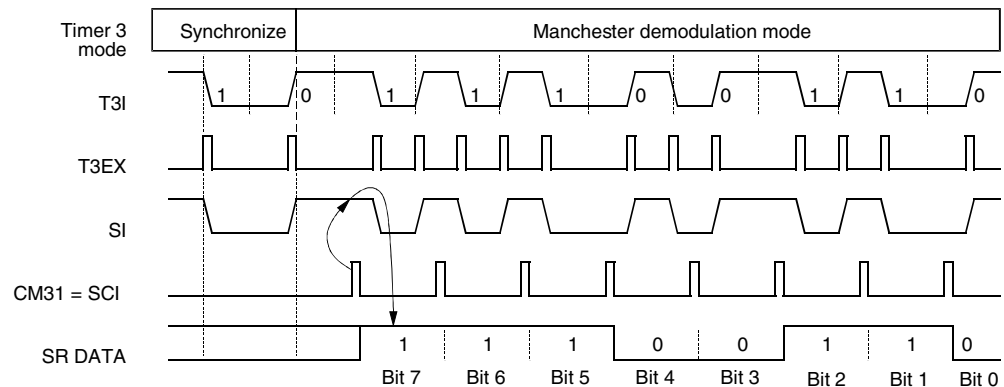 Timer 3 mode Synchronize Manchester demodulation mode
T3I 1 0 1 1 1 0 0 1 1 0
T3EX
SI
CM31 = SCI
SR DATA 1 1 1 0 0 1 1 0
Bit 7 Bit 6 Bit 5 Bit 4 Bit 3 Bit 2 Bit 1 Bit 0